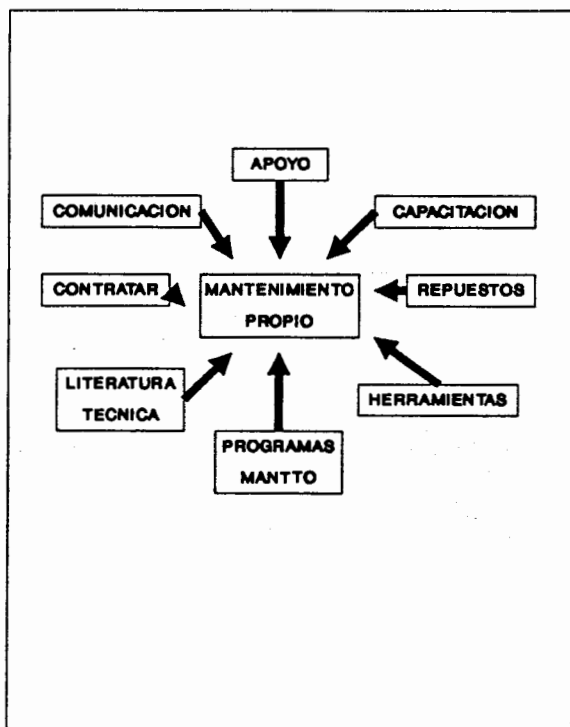 APOYO
COMUNICACION
CAPACITACION
CONTRATAR
MANTENIMIENTO
PROPIO
REPUESTOS
LITERATURA
TECNICA
HERRAMIENTAS
PROGRAMAS
MANTTO